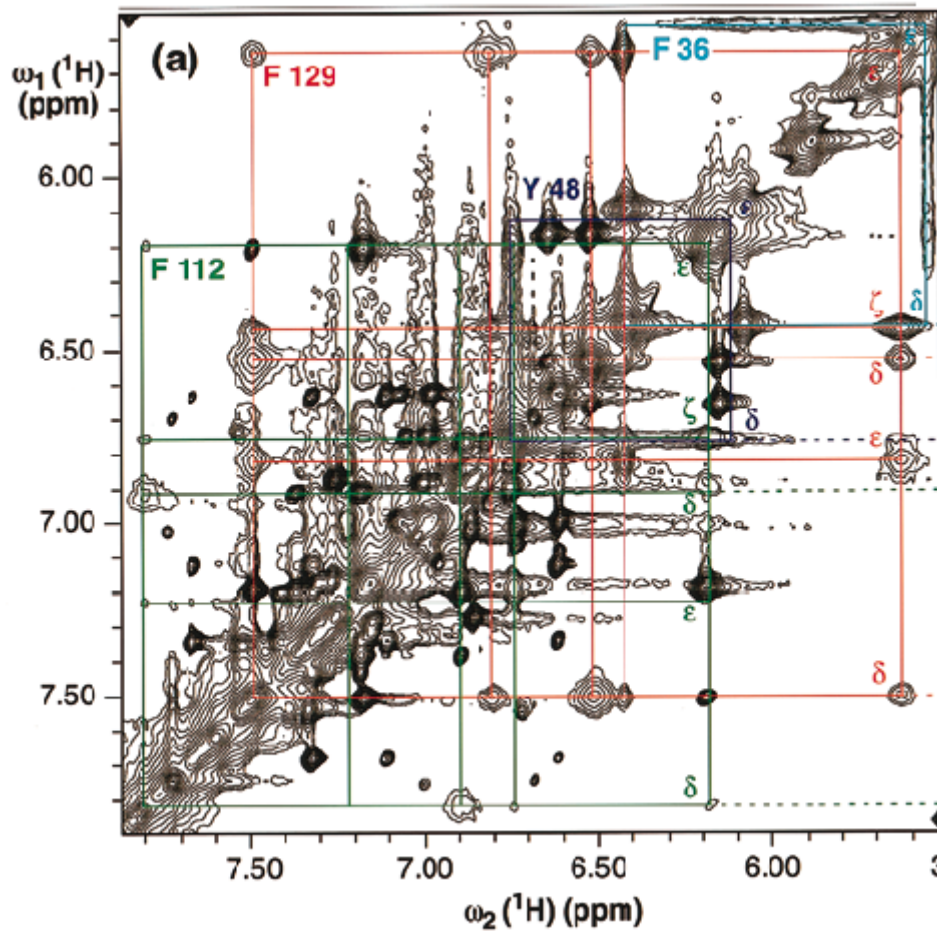 (a)
ω₁ (¹H)
(ppm)
F 129
F 36
ξ
ε
6.00
Y 48
F 112
ε
ζ
δ
6.50
δ
ζ
δ
ε
7.00
δ
ε
7.50
δ
δ
7.50 7.00 6.50 6.00
ω₂ (¹H) (ppm)